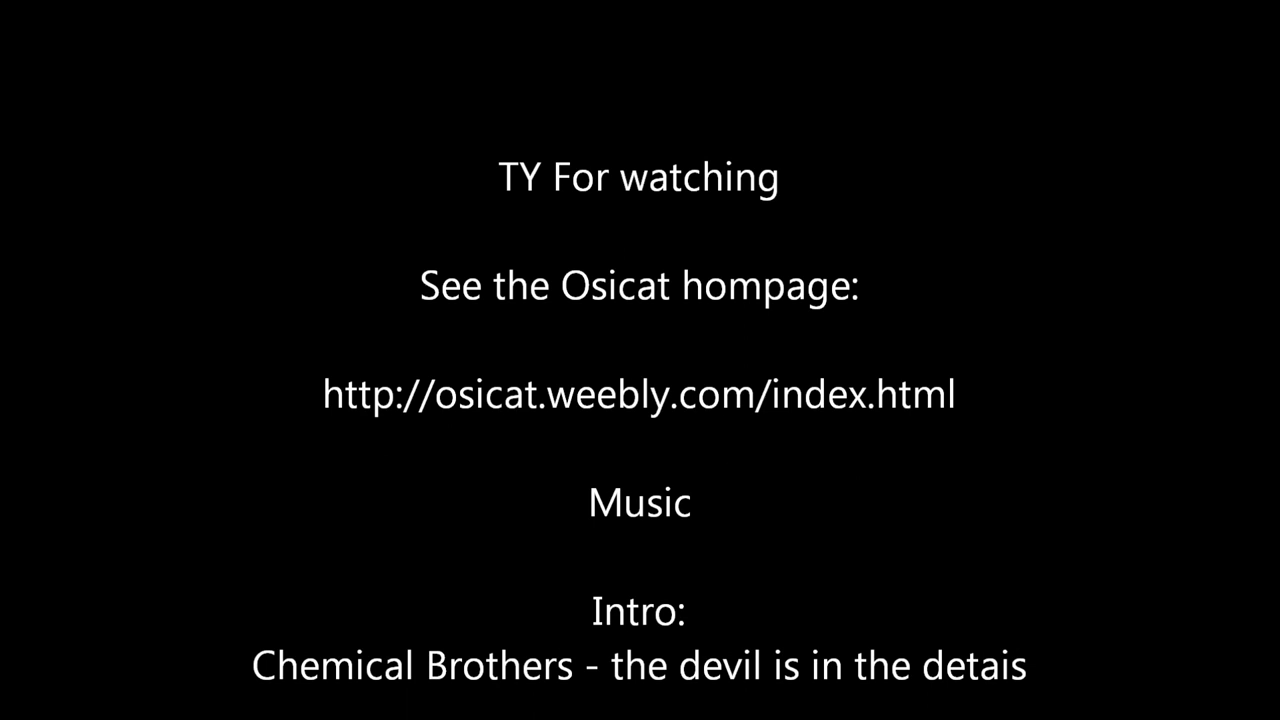 TY For watching
See the Osicat hompage:
http://osicat.weebly.com/index.html
Music
Intro:
Chemical Brothers - the devil is in the detais